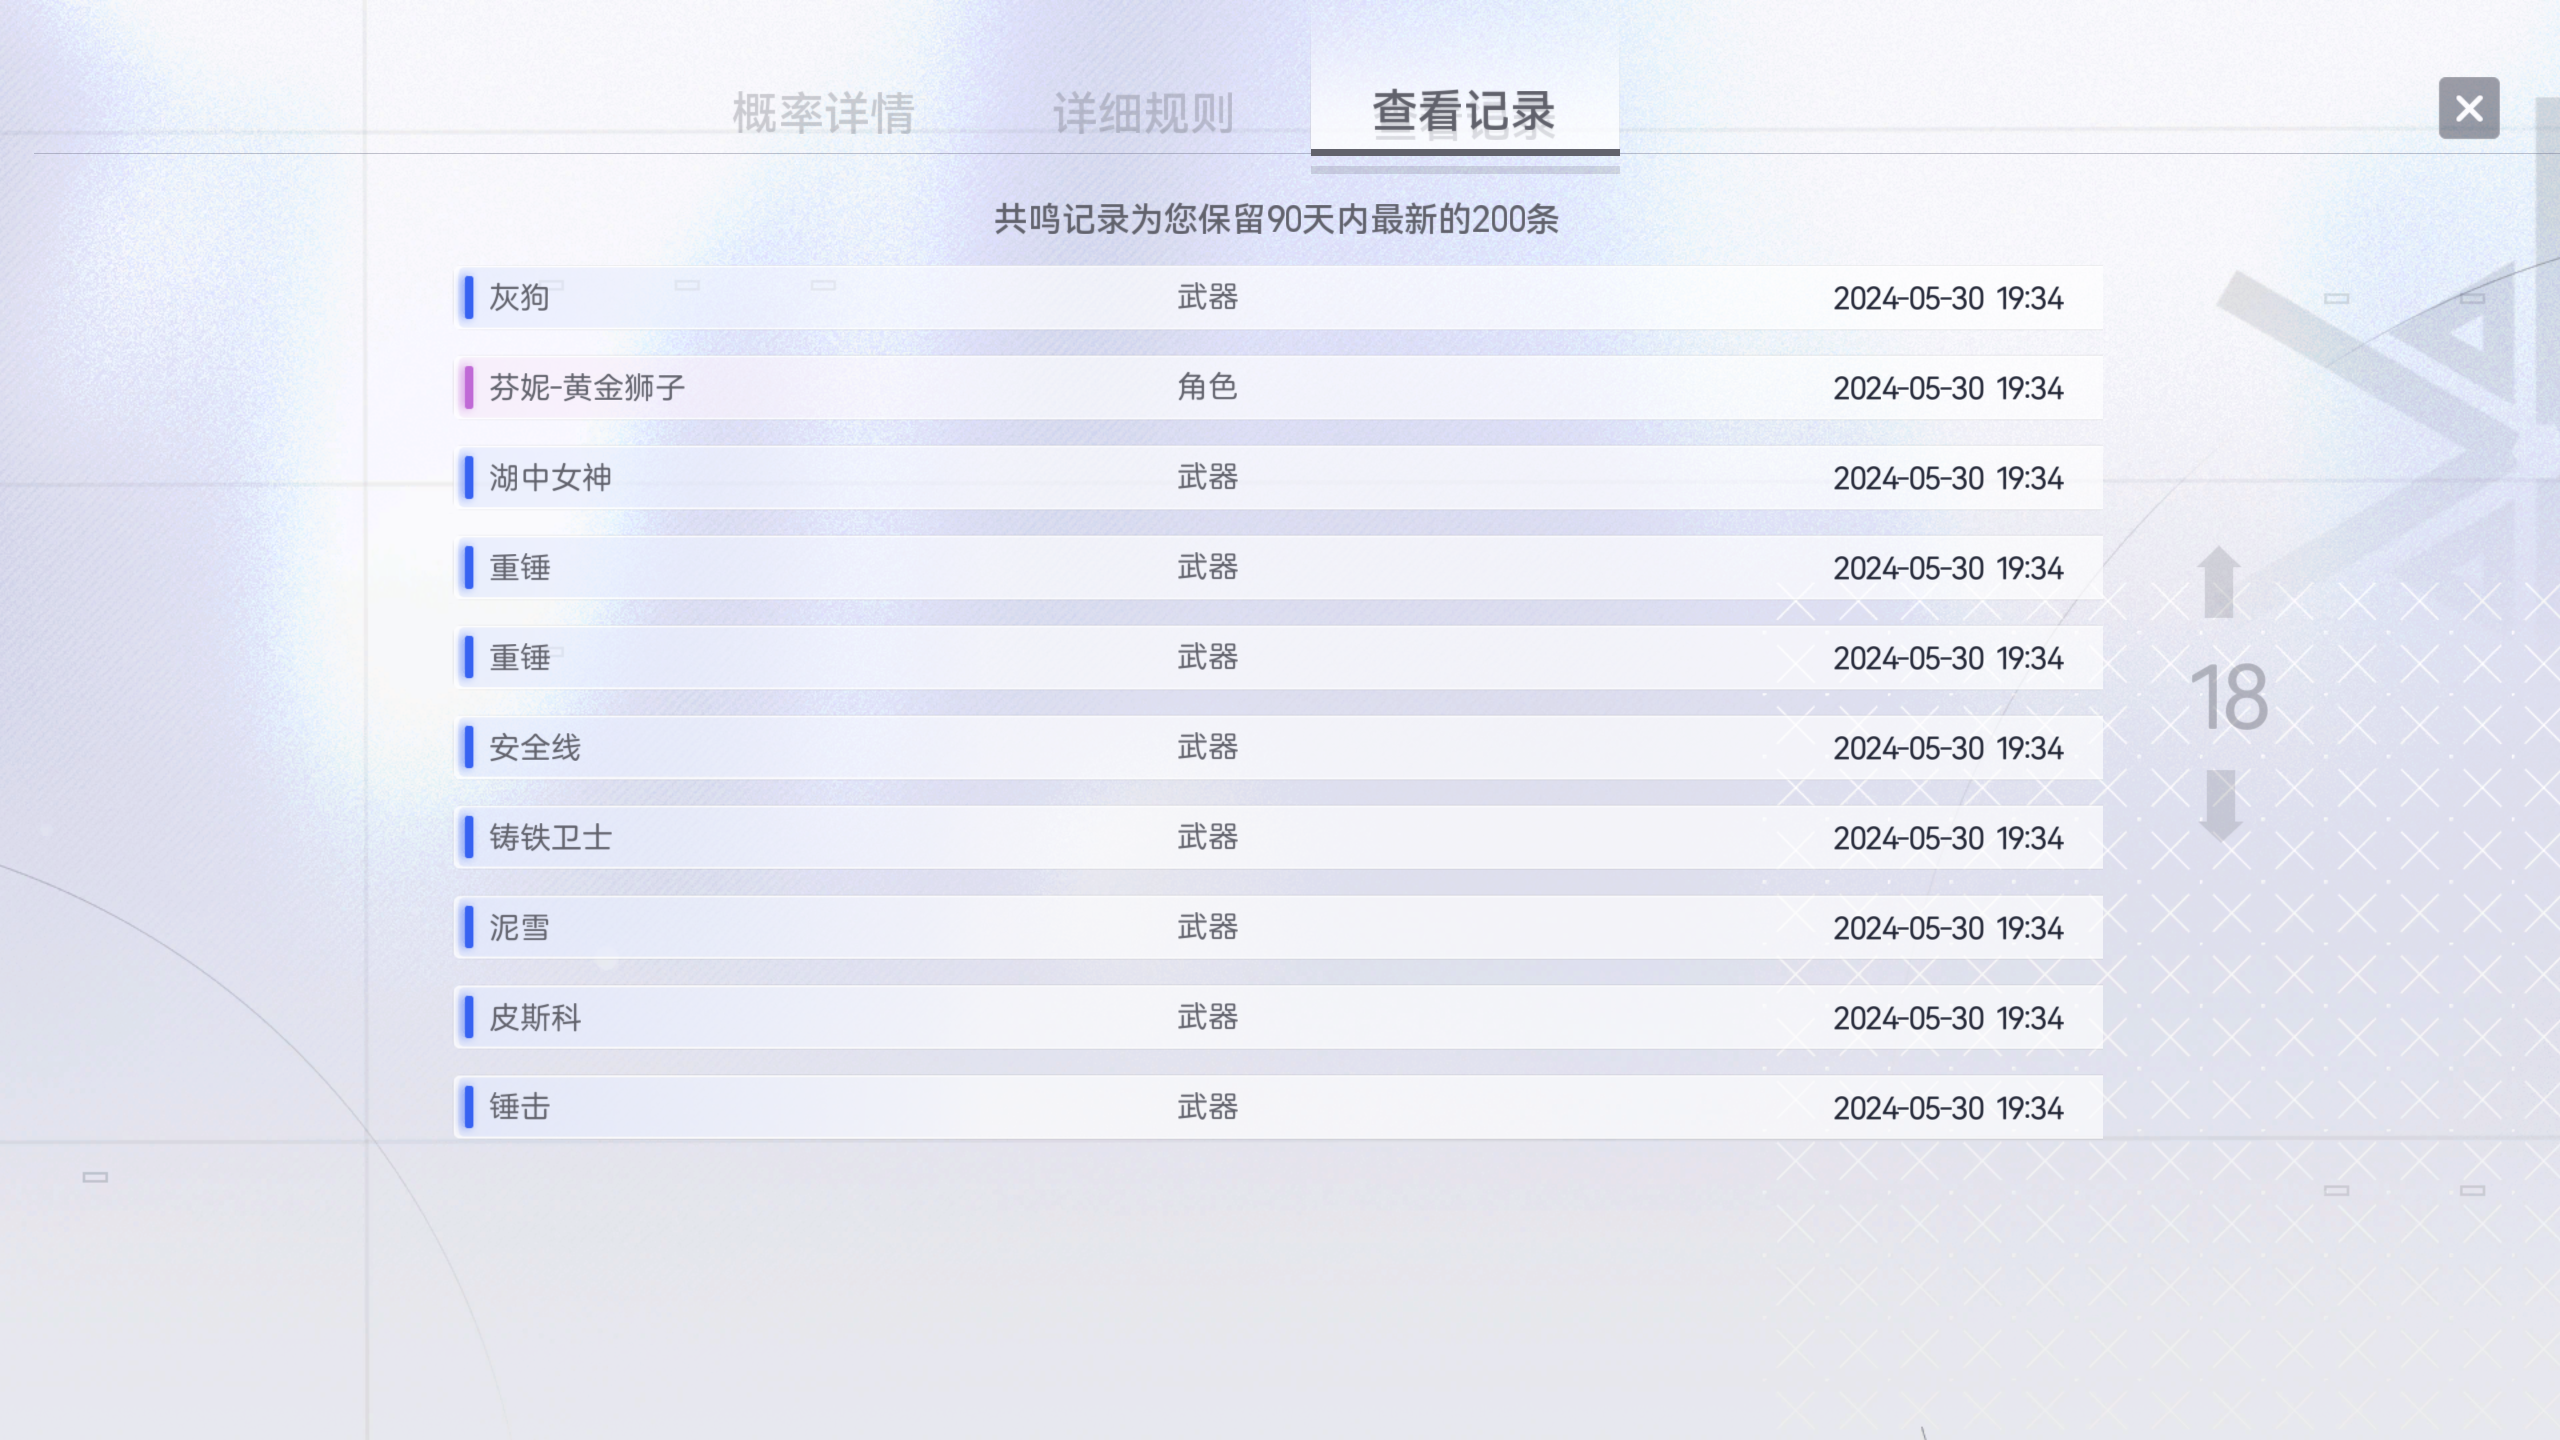 概率详情 详细规则 查看记录
共鸣记录为您保留90天内最新的200条
灰狗 武器 2024-05-30 19:34
芬妮-黄金狮子 角色 2024-05-30 19:34
湖中女神 武器 2024-05-30 19:34
重锤 武器 2024-05-30 19:34
重锤 武器 2024-05-30 19:34
安全线 武器 2024-05-30 19:34
铸铁卫士 武器 2024-05-30 19:34
泥雪 武器 2024-05-30 19:34
皮斯科 武器 2024-05-30 19:34
锤击 武器 2024-05-30 19:34
18